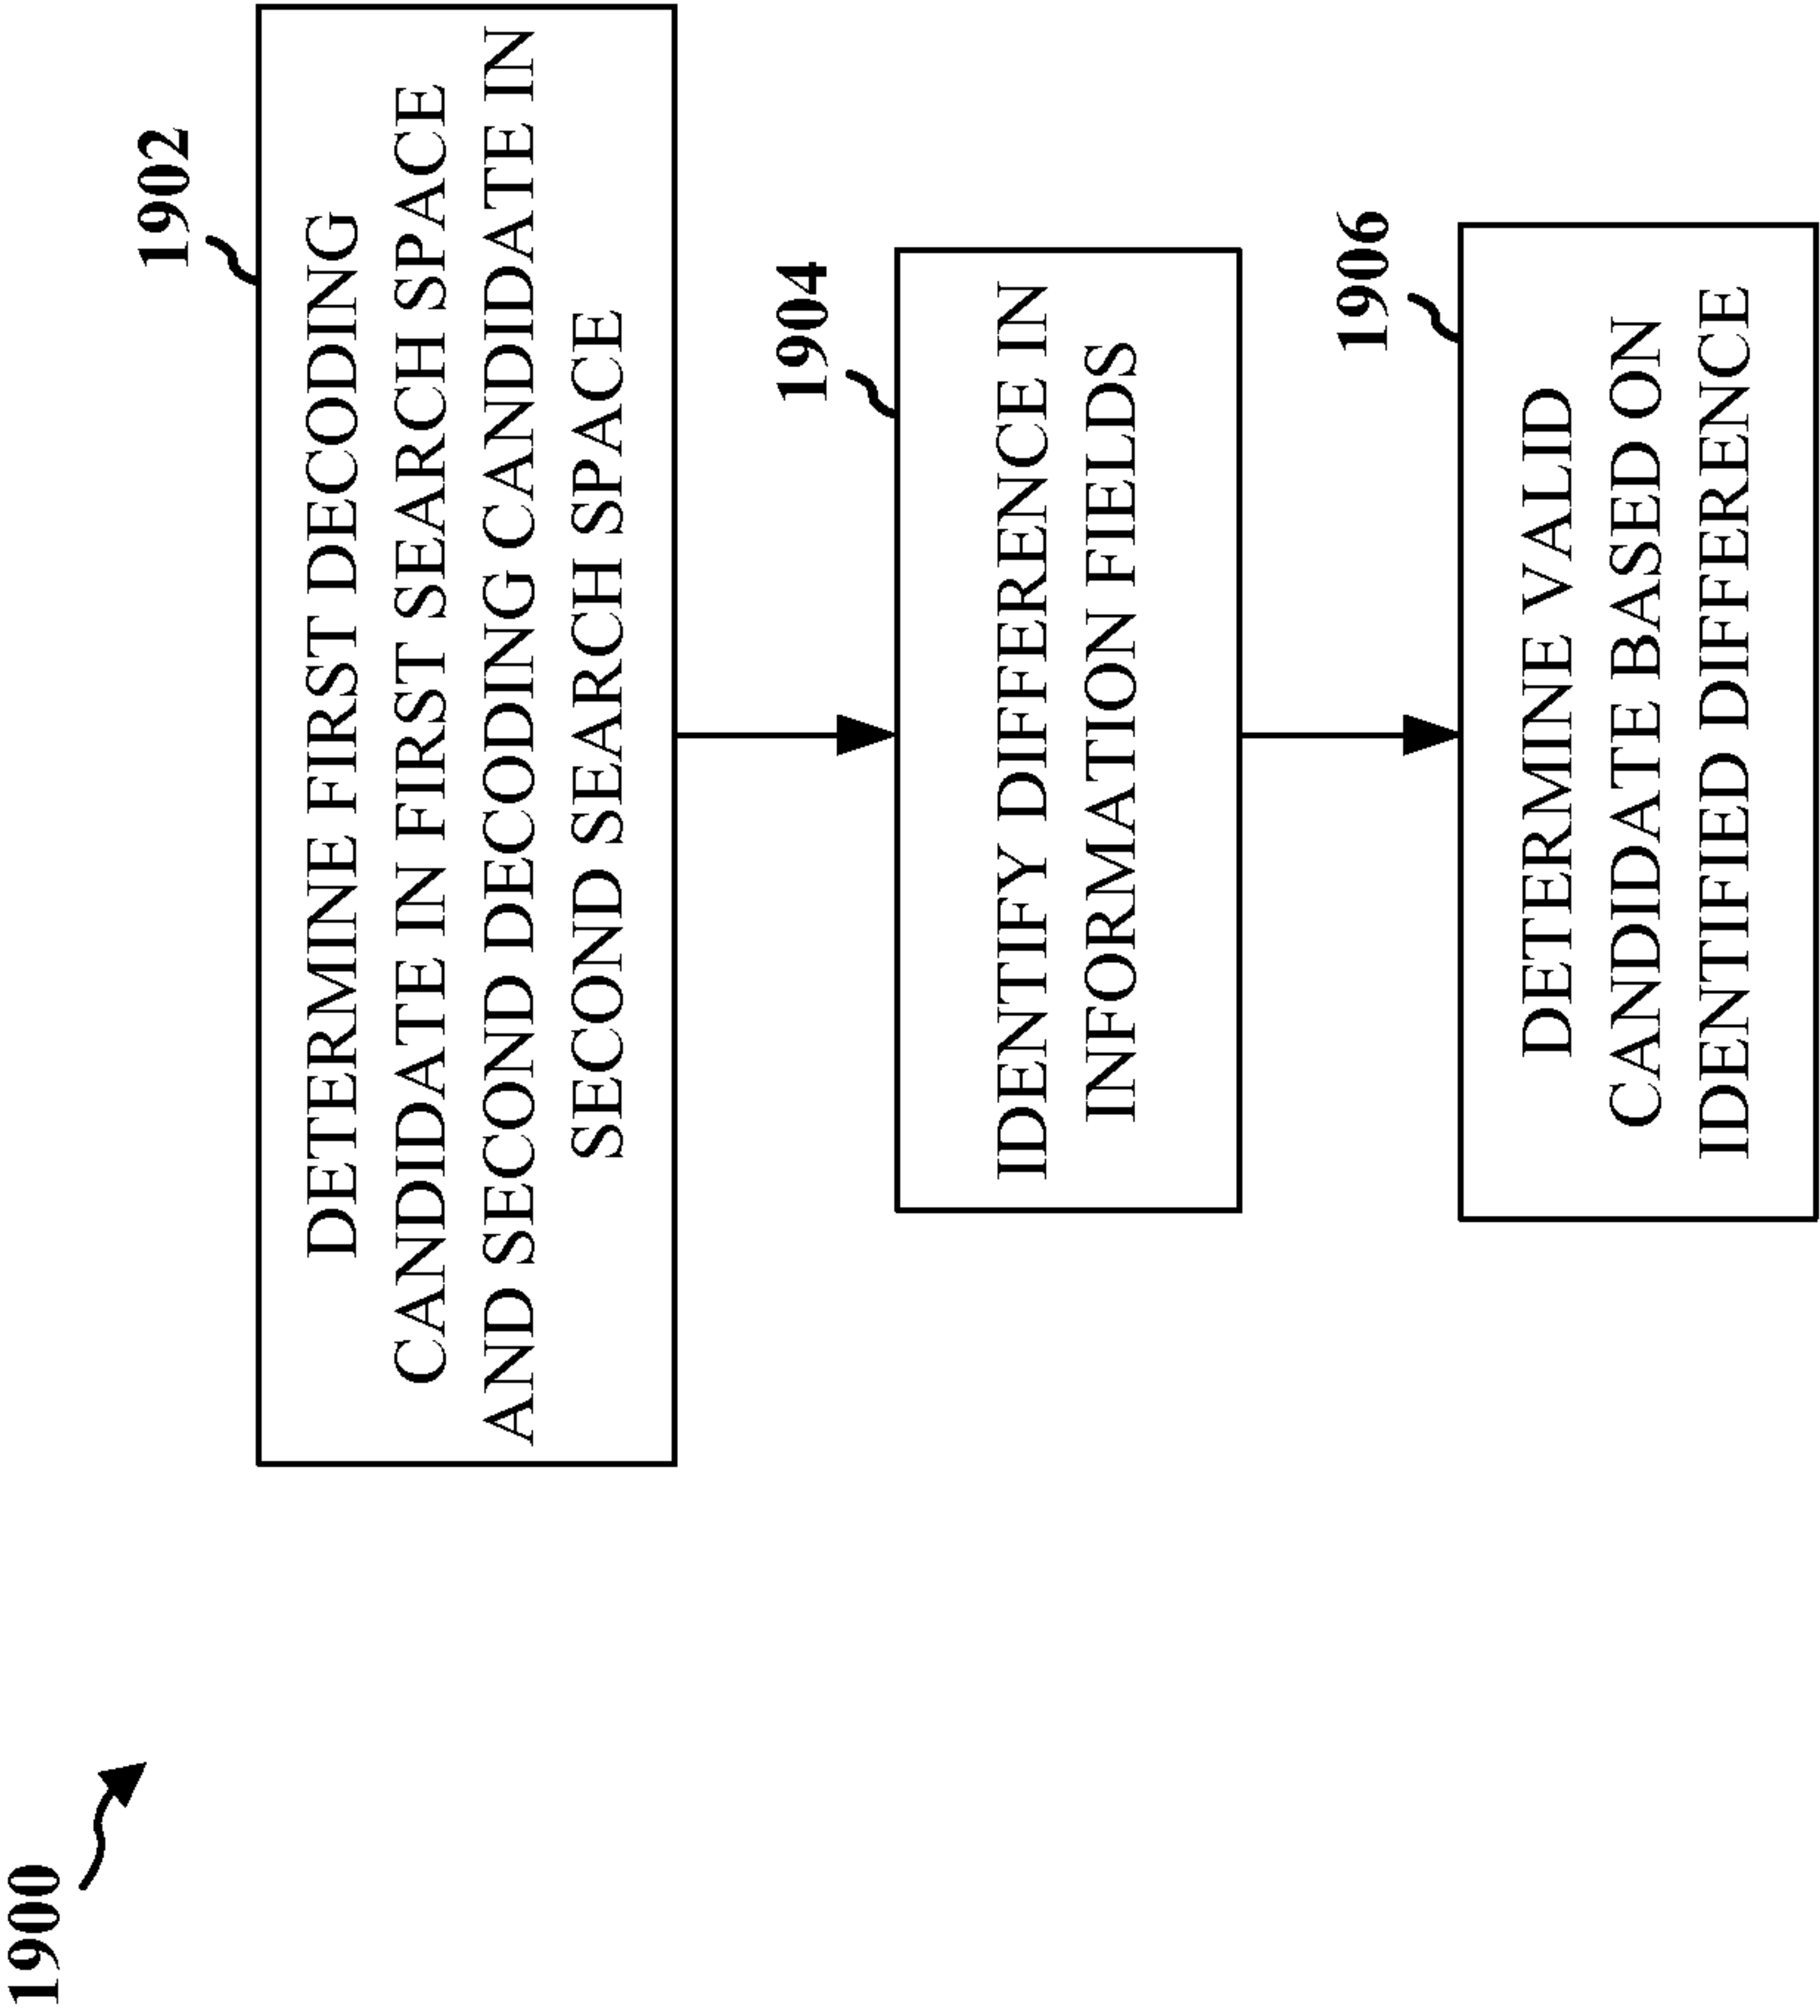 1900
1902
DETERMINE FIRST DECODING
CANDIDATE IN FIRST SEARCH SPACE
AND SECOND DECODING CANDIDATE IN
SECOND SEARCH SPACE
1904
IDENTIFY DIFFERENCE IN
INFORMATION FIELDS
1906
DETERMINE VALID
CANDIDATE BASED ON
IDENTIFIED DIFFERENCE